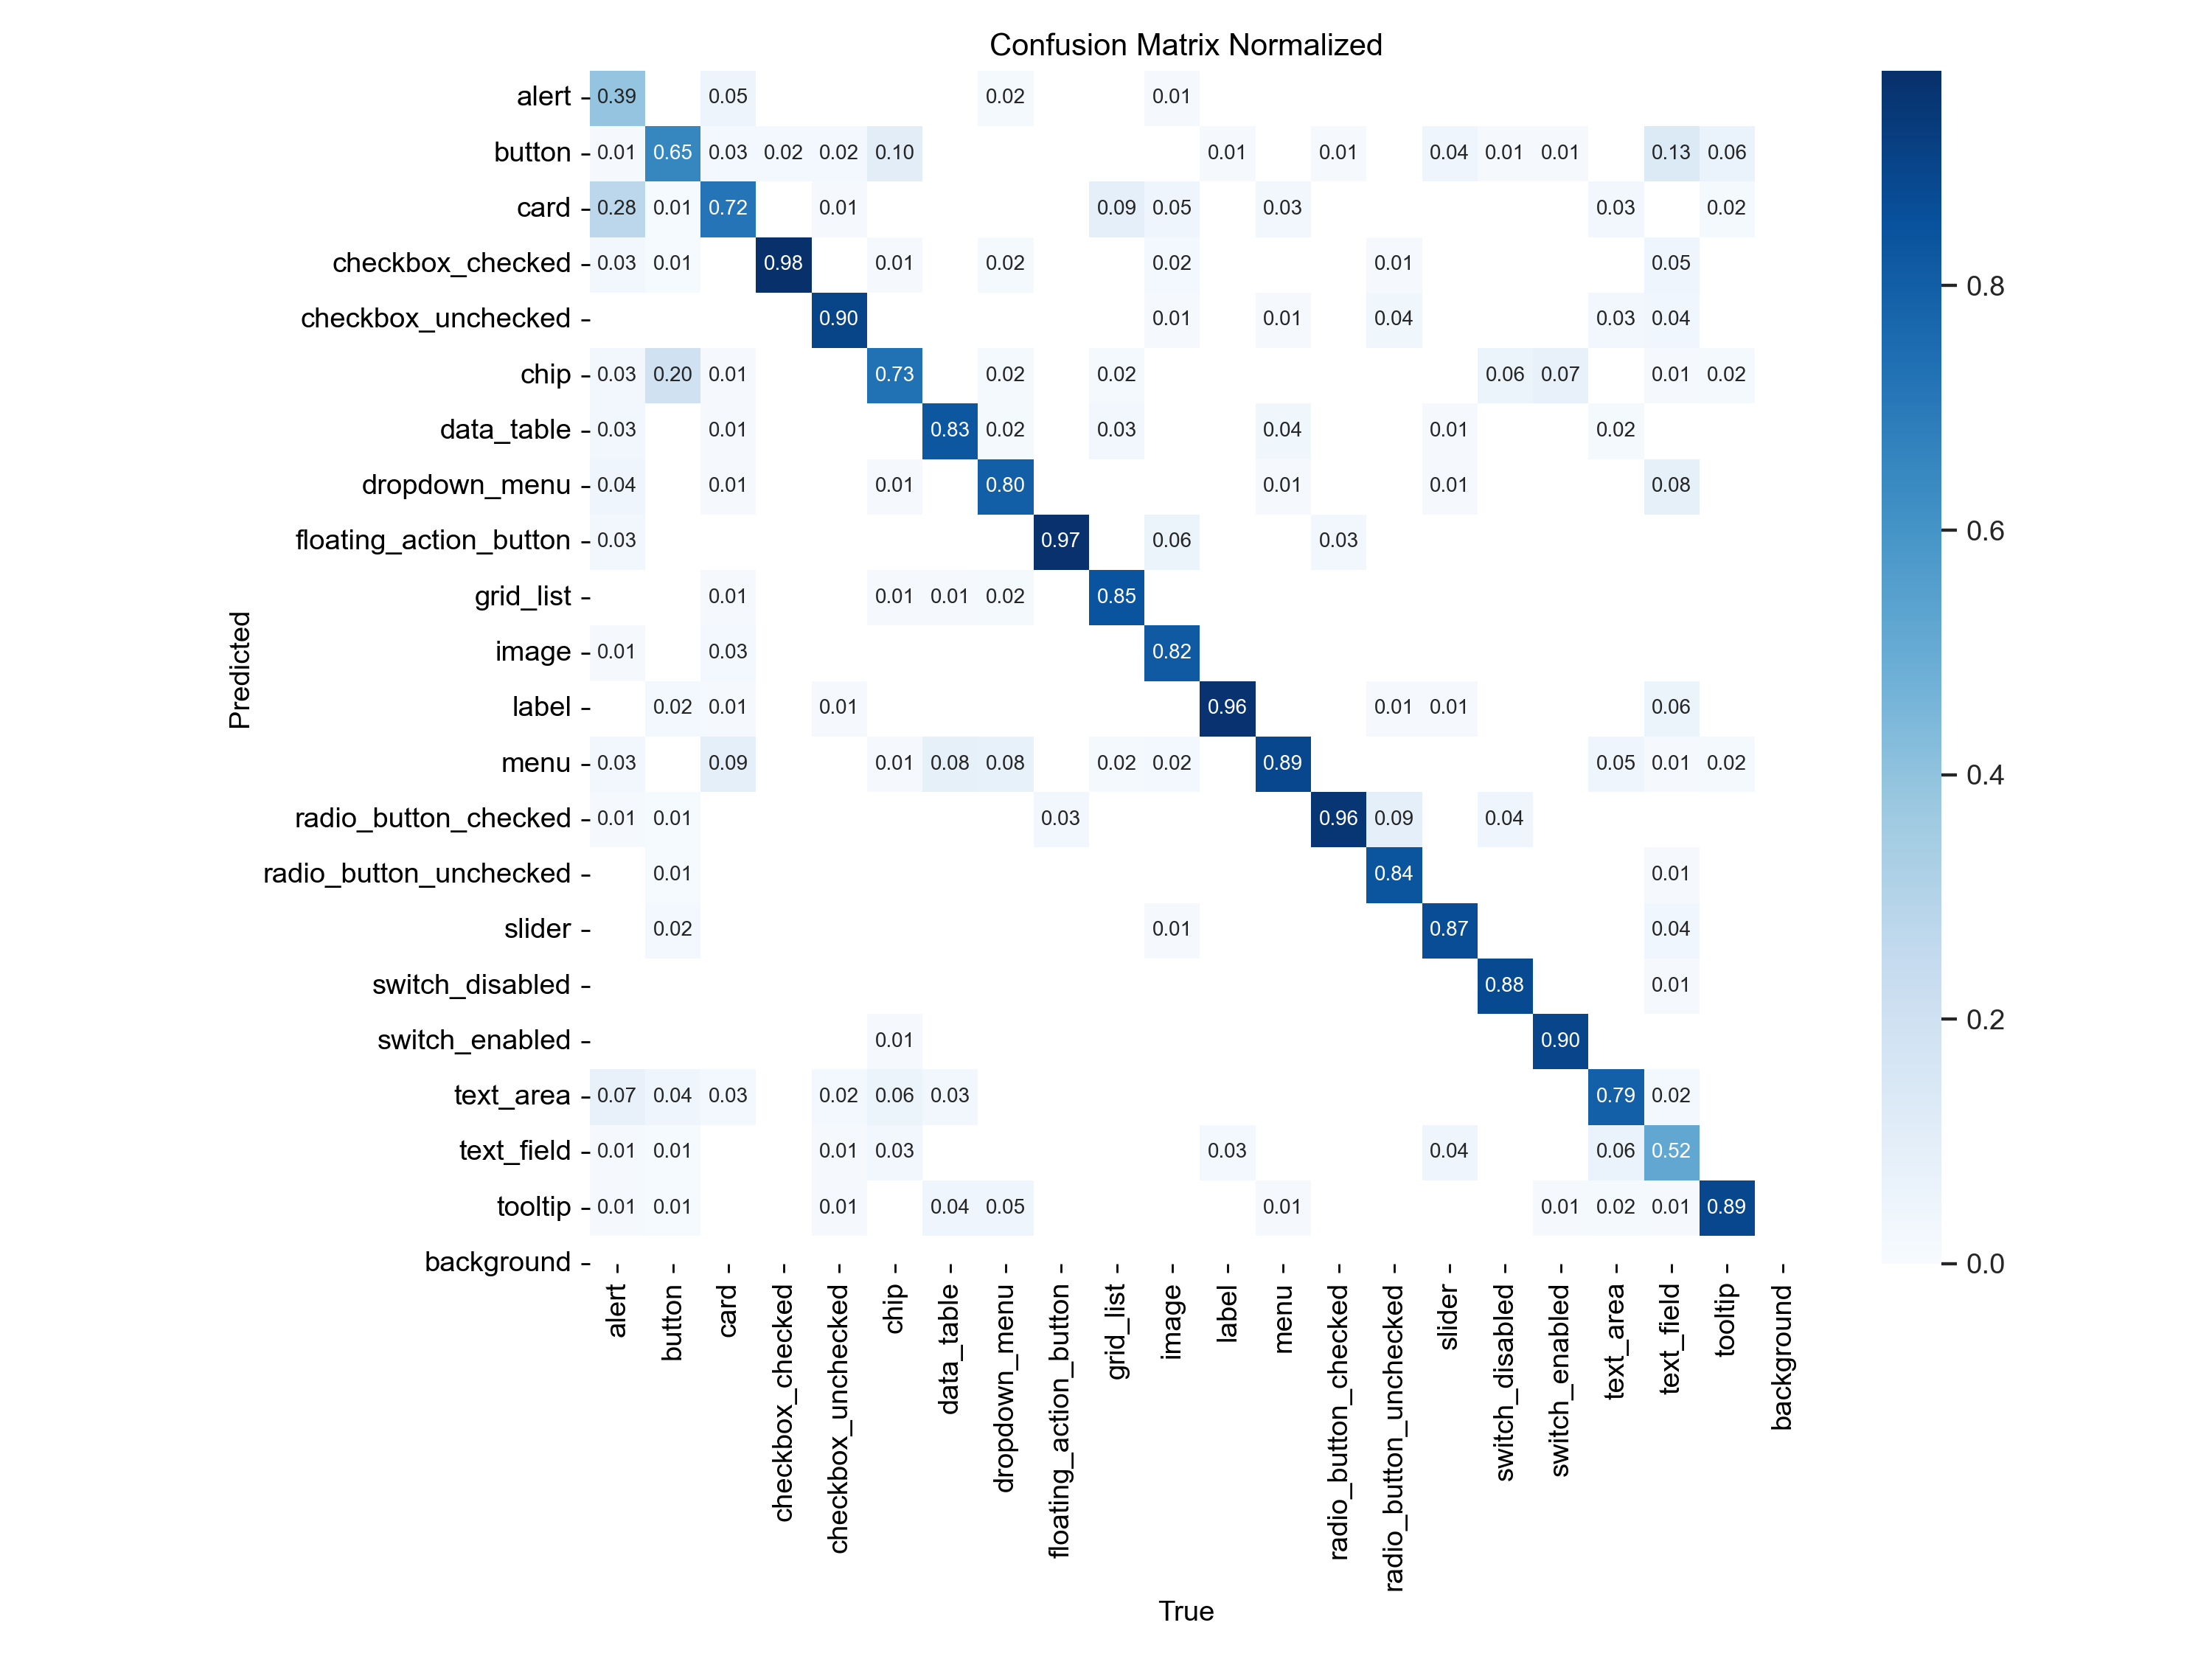 Confusion Matrix Normalized
alert 0.39 0.05 0.02 0.01
button 0.01 0.65 0.03 0.02 0.02 0.10 0.01 0.01 0.04 0.01 0.01 0.13 0.06
card 0.28 0.01 0.72 0.01 0.09 0.05 0.03 0.03 0.02
checkbox_checked 0.03 0.01 0.98 0.01 0.02 0.02 0.01 0.05
checkbox_unchecked 0.90 0.01 0.01 0.04 0.03 0.04
chip 0.03 0.20 0.01 0.73 0.02 0.02 0.06 0.07 0.01 0.02
data_table 0.03 0.01 0.83 0.02 0.03 0.04 0.01 0.02
dropdown_menu 0.04 0.01 0.01 0.80 0.01 0.01 0.08
floating_action_button 0.03 0.97 0.06 0.03
grid_list 0.01 0.01 0.01 0.02 0.85
image 0.01 0.03 0.82
label 0.02 0.01 0.01 0.96 0.01 0.01 0.06
menu 0.03 0.09 0.01 0.08 0.08 0.02 0.02 0.89 0.05 0.01 0.02
radio_button_checked 0.01 0.01 0.03 0.96 0.09 0.04
radio_button_unchecked 0.01 0.84 0.01
slider 0.02 0.01 0.87 0.04
switch_disabled 0.88 0.01
switch_enabled 0.01 0.90
text_area 0.07 0.04 0.03 0.02 0.06 0.03 0.79 0.02
text_field 0.01 0.01 0.01 0.03 0.03 0.04 0.06 0.52
tooltip 0.01 0.01 0.01 0.04 0.05 0.01 0.01 0.02 0.01 0.89
background
Predicted
alert
button
card
checkbox_checked
checkbox_unchecked
chip
data_table
dropdown_menu
floating_action_button
grid_list
image
label
menu
radio_button_checked
radio_button_unchecked
slider
switch_disabled
switch_enabled
text_area
text_field
tooltip
background
True
0.8
0.6
0.4
0.2
0.0